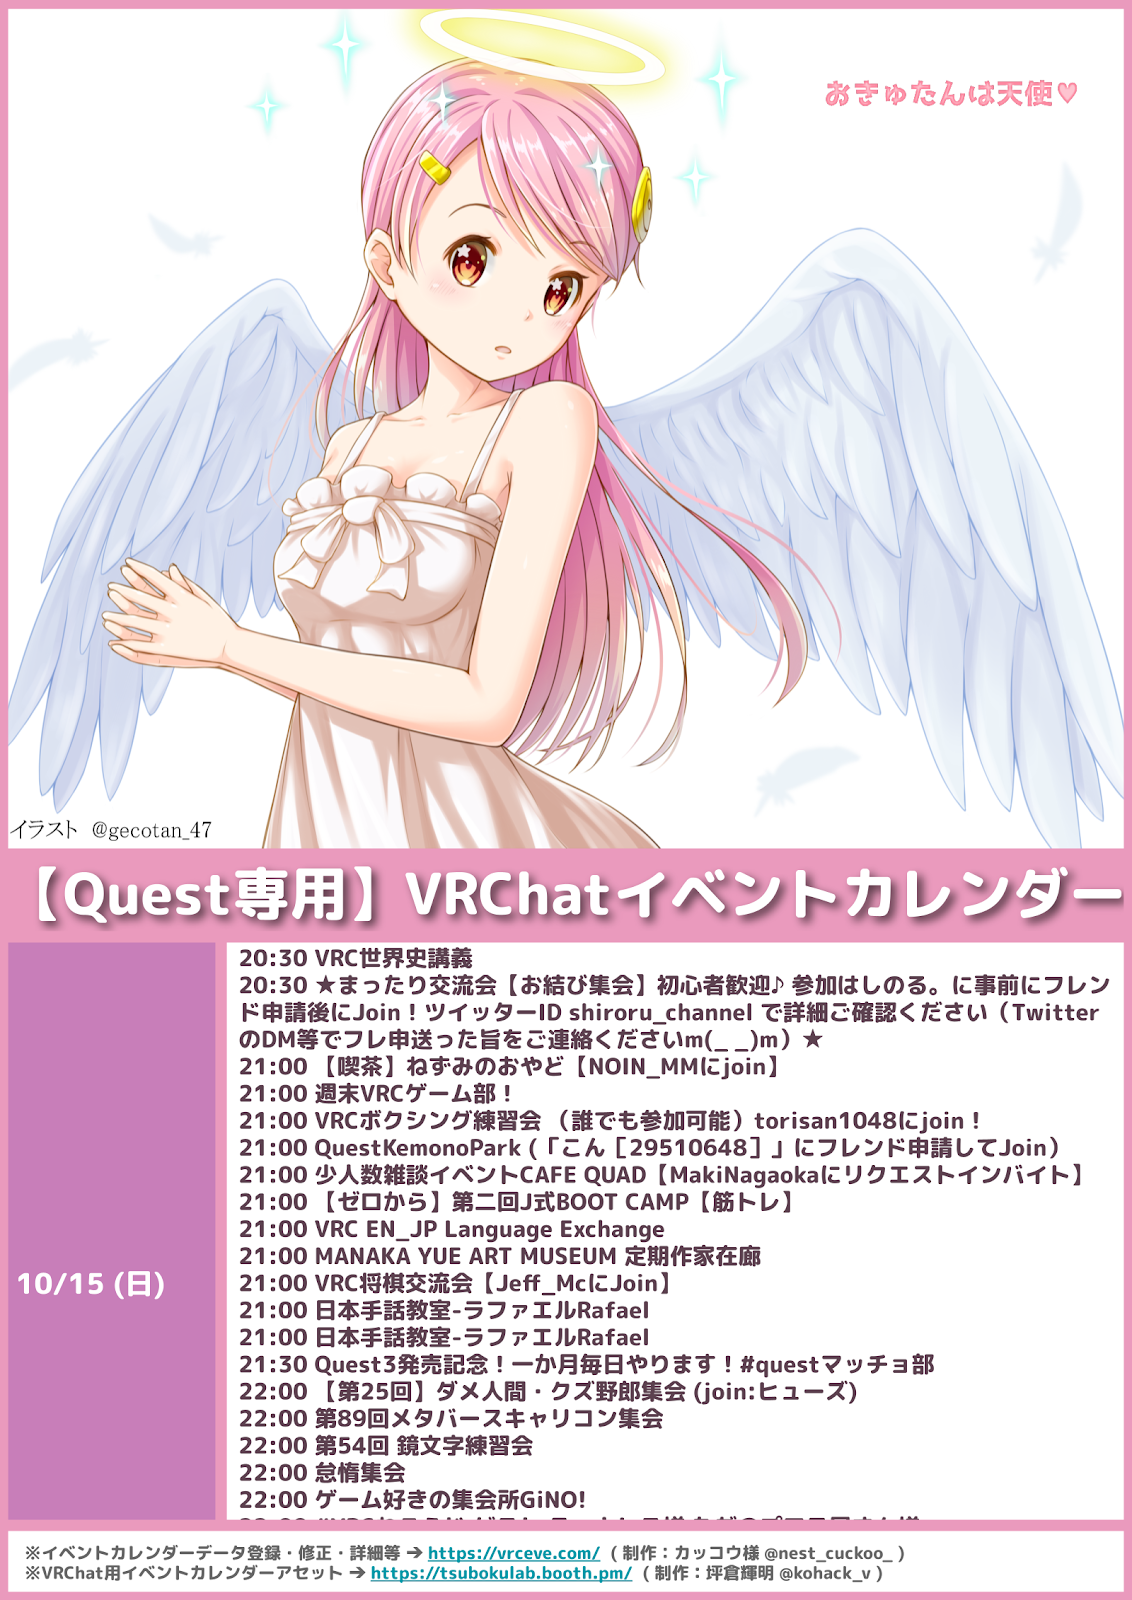 おきゅたんは天使♥
イラスト @gecotan_47
【Quest専用】VRChatイベントカレンダー
10/15 (日)
20:30 VRC世界史講義
20:30 ★まったり交流会【お結び集会】初心者歓迎♪ 参加はしのる。に事前にフレン
ド申請後にJoin！ツイッターID shiroru_channel で詳細ご確認ください（Twitter
のDM等でフレ申送った旨をご連絡くださいm(_ _)m）★
21:00 【喫茶】ねずみのおやど【NOIN_MMにjoin】
21:00 週末VRCゲーム部！
21:00 VRCボクシング練習会 （誰でも参加可能）torisan1048にjoin！
21:00 QuestKemonoPark (「こん［29510648］」にフレンド申請してJoin）
21:00 少人数雑談イベントCAFE QUAD【MakiNagaokaにリクエストインバイト】
21:00 【ゼロから】第二回J式BOOT CAMP【筋トレ】
21:00 VRC EN_JP Language Exchange
21:00 MANAKA YUE ART MUSEUM 定期作家在廊
21:00 VRC将棋交流会【Jeff_McにJoin】
21:00 日本手話教室-ラファエルRafael
21:00 日本手話教室-ラファエルRafael
21:30 Quest3発売記念！一か月毎日やります！#questマッチョ部
22:00 【第25回】ダメ人間・クズ野郎集会 (join:ヒューズ)
22:00 第89回メタバースキャリコン集会
22:00 第54回 鏡文字練習会
22:00 怠惰集会
22:00 ゲーム好きの集会所GiNO!
※イベントカレンダーデータ登録・修正・詳細等 ➔ https://vrceve.com/ ( 制作：カッコウ様 @nest_cuckoo_ )
※VRChat用イベントカレンダーアセット ➔ https://tsubokulab.booth.pm/ ( 制作：坪倉輝明 @kohack_v )